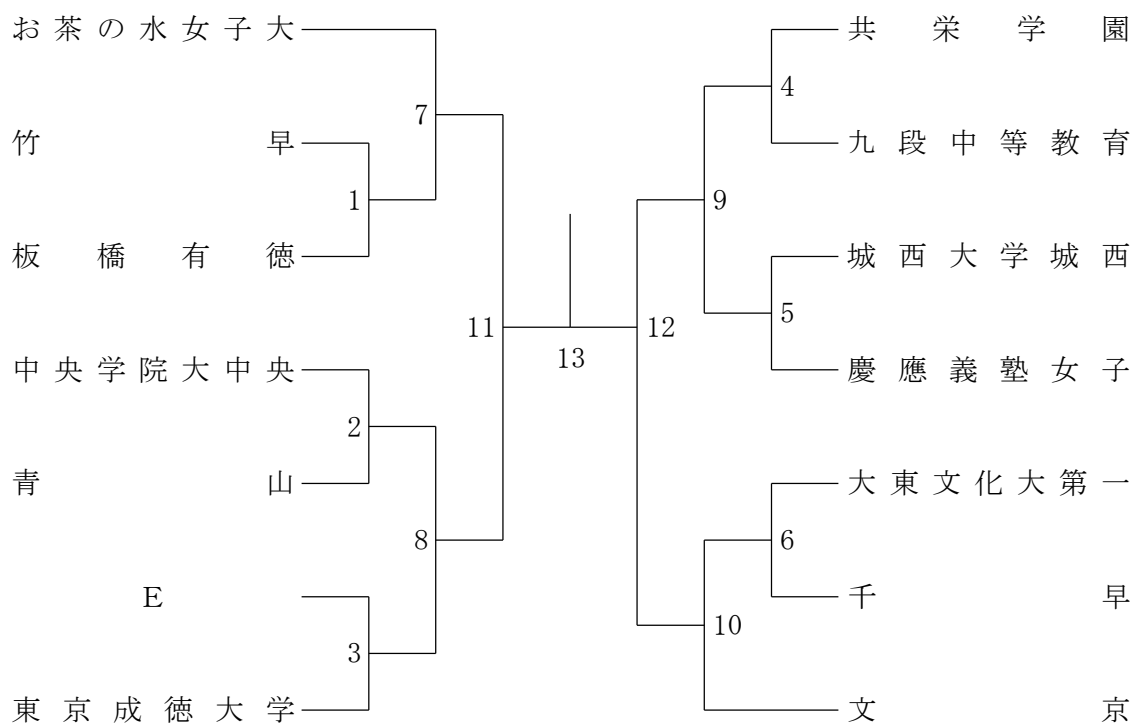 お茶の水女子大
竹早
板橋有徳
中央学院大中央
青山
E
東京成徳大学
7
1
11
2
8
3
13
12
共栄学園
4
九段中等教育
9
城西大学城西
5
慶應義塾女子
大東文化大第一
6
千早
10
文京